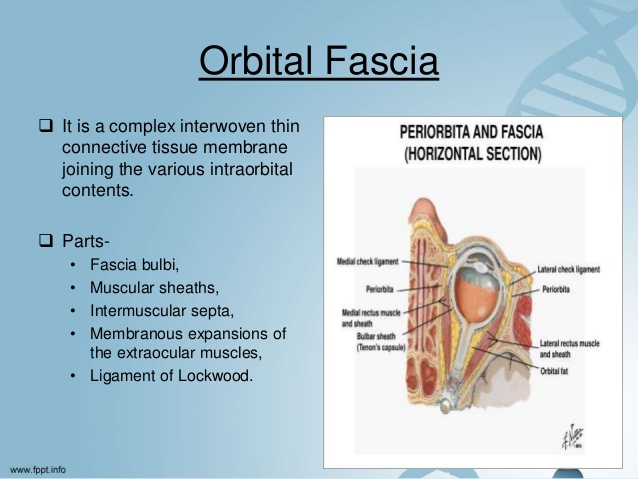 Orbital Fascia
❑ It is a complex interwoven thin
connective tissue membrane
joining the various intraorbital
contents.
❑ Parts-
• Fascia bulbi,
• Muscular sheaths,
• Intermuscular septa,
• Membranous expansions of
the extraocular muscles,
• Ligament of Lockwood.
PERIORBITA AND FASCIA
(HORIZONTAL SECTION)
Medial check ligament
Periorbita
Medial rectus muscle
and sheath
Bulbar sheath
(Tenon's capsule)
Lateral check ligament
Periorbita
Lateral rectus muscle
and sheath
Orbital fat
www.fppt.info